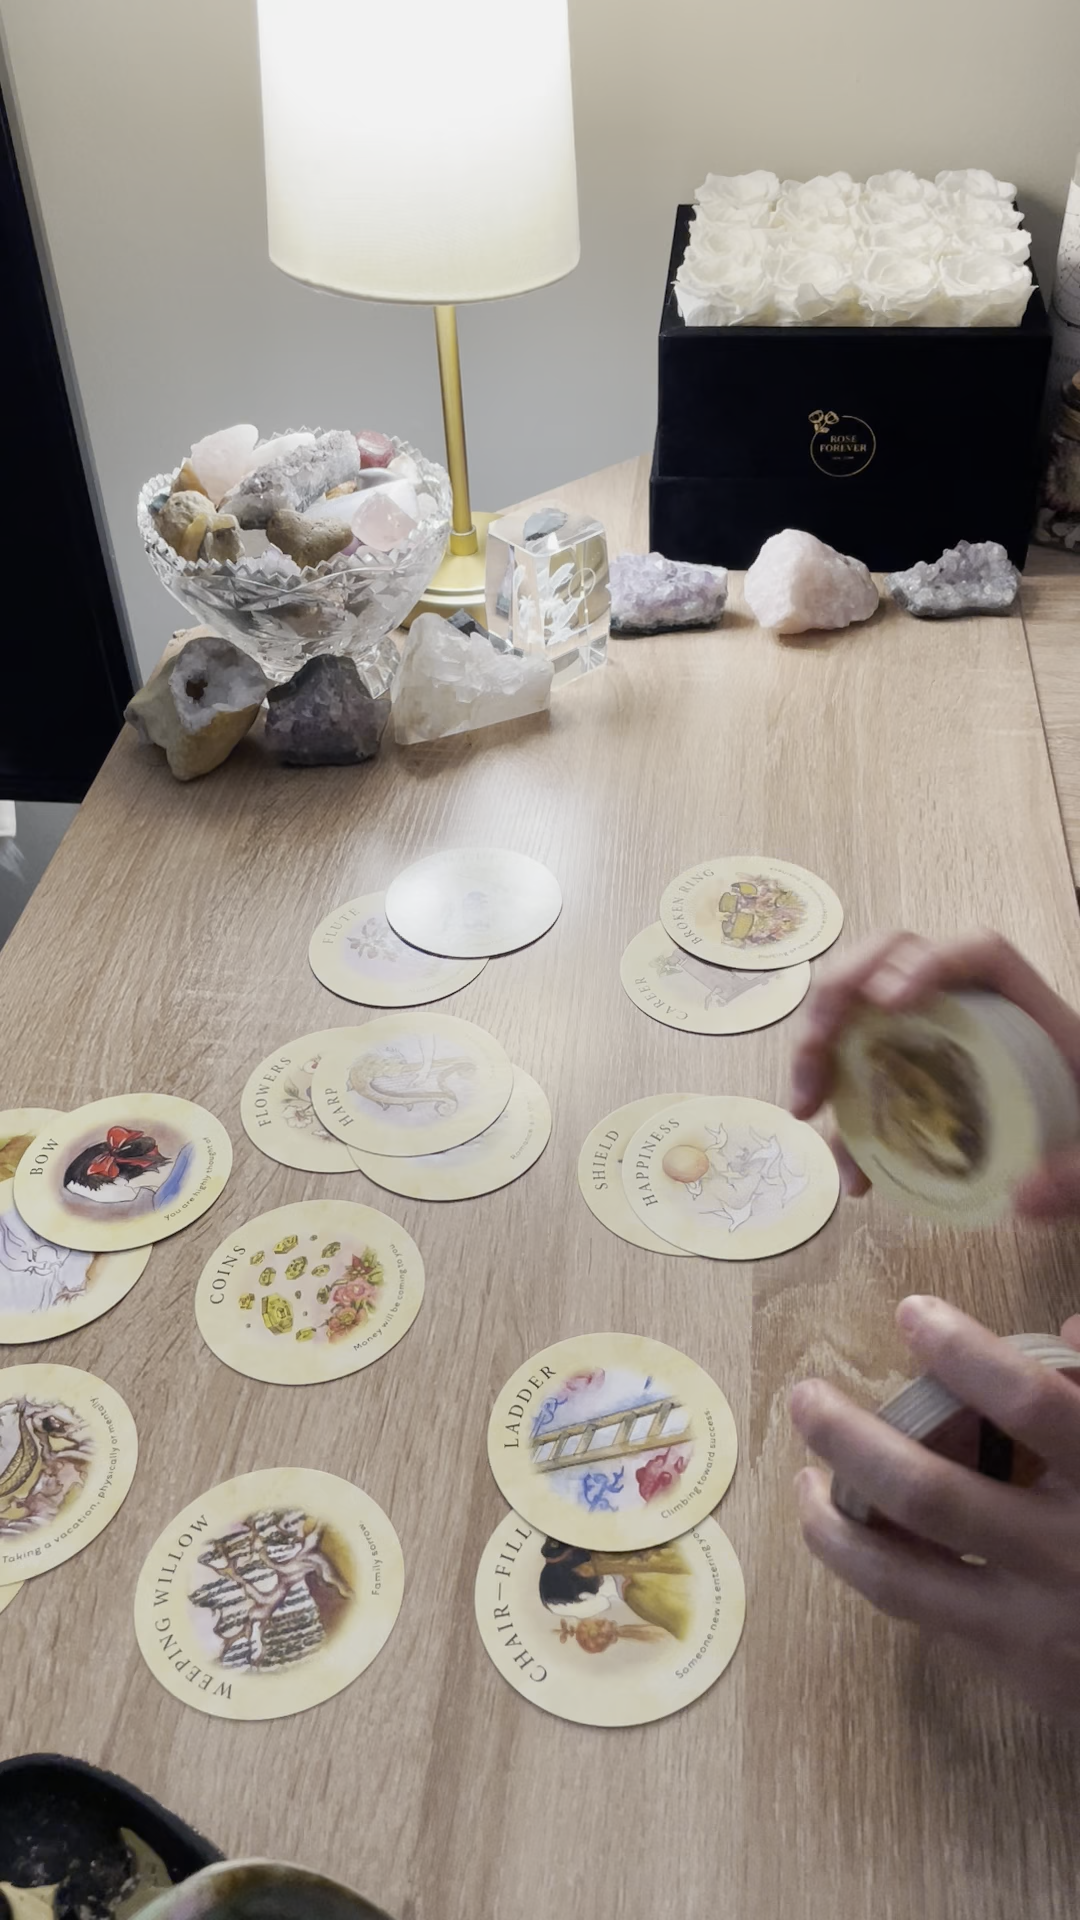 ROSE
FOREVER
FLUTE
BROKEN RING
CAREER
FLOWERS
HARP
BOW
You are highly thought of
SHIELD
HAPPINESS
COINS
Money will be coming to you
LADDER
Climbing toward success.
Taking a vacation, physically or mentally
WEEPING WILLOW
Family sorrow.
CHAIR—FILL
Someone new is entering yo